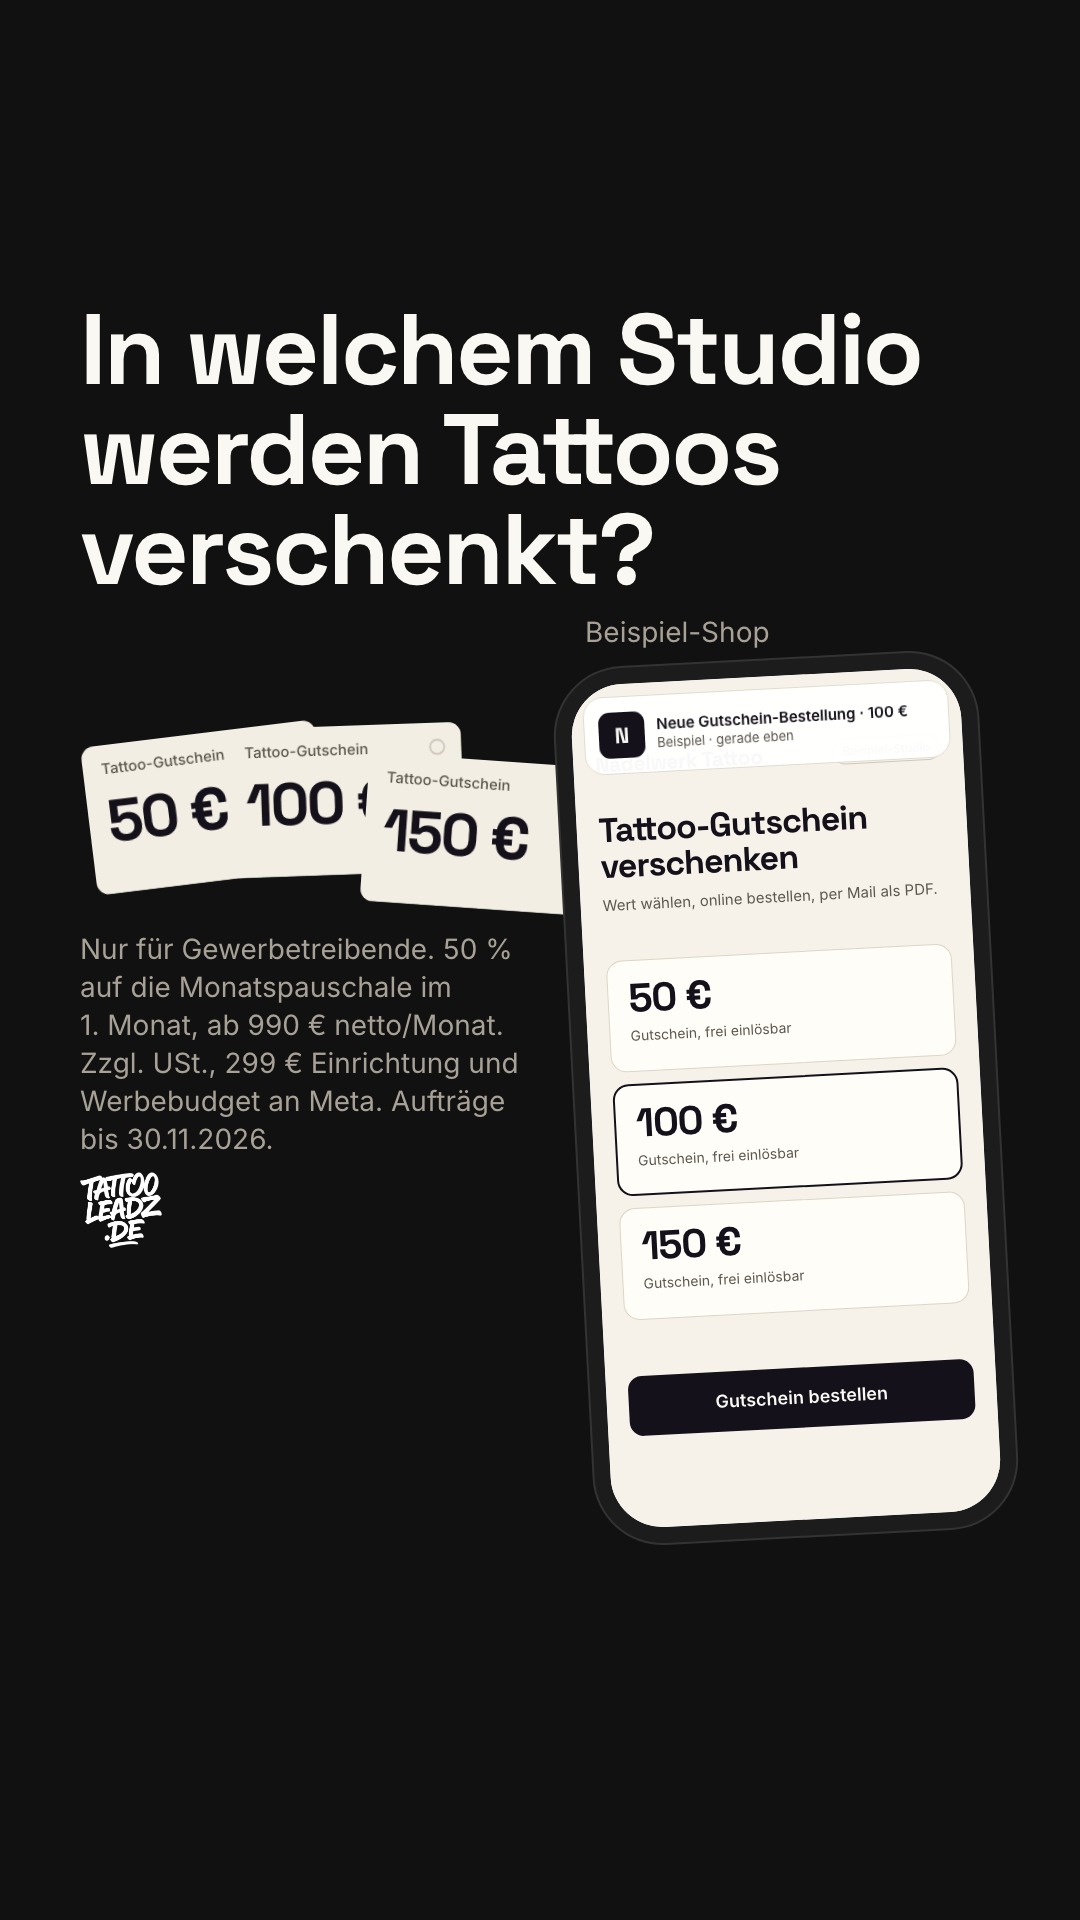 In welchem Studio
werden Tattoos
verschenkt?
Beispiel-Shop
Tattoo-Gutschein
50 €
Tattoo-Gutschein
100 €
Tattoo-Gutschein
150 €
Nur für Gewerbetreibende. 50 %
auf die Monatspauschale im
1. Monat, ab 990 € netto/Monat.
Zzgl. USt., 299 € Einrichtung und
Werbebudget an Meta. Aufträge
bis 30.11.2026.
TATTOO
LEADZ
.DE
N
Neue Gutschein-Bestellung · 100 €
Beispiel · gerade eben
Nadelwerk Tattoo
Tattoo-Gutschein
verschenken
Wert wählen, online bestellen, per Mail als PDF.
50 €
Gutschein, frei einlösbar
100 €
Gutschein, frei einlösbar
150 €
Gutschein, frei einlösbar
Gutschein bestellen